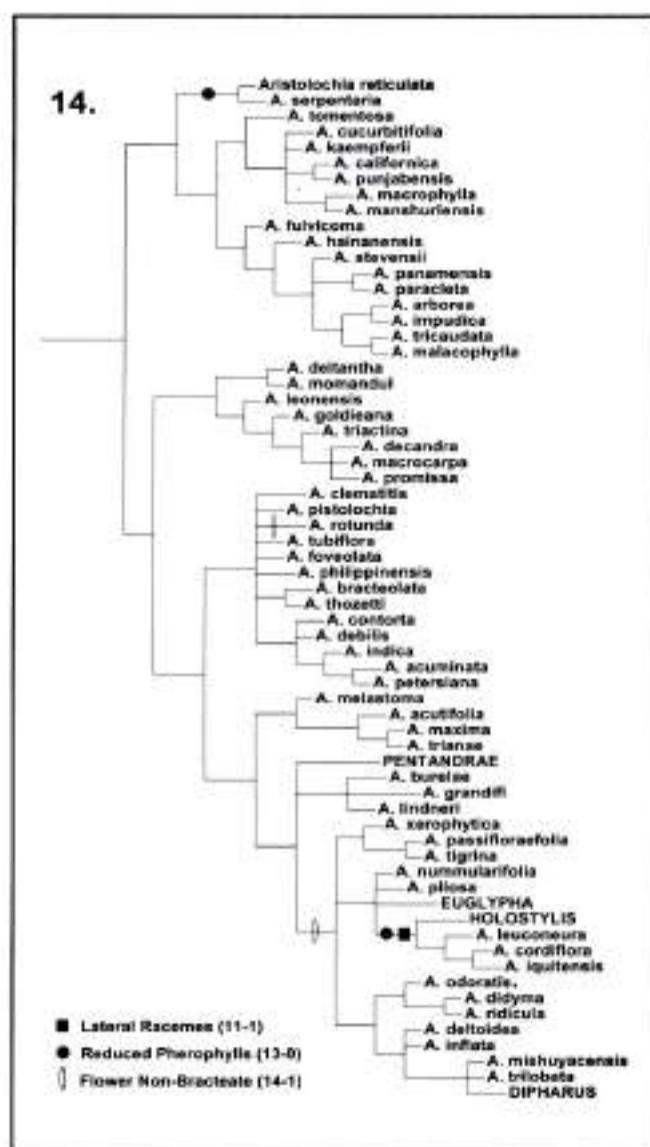 14.
Aristolochia reticulata
A. serpentaria
A. tomentosa
A. cucurbitifolia
A. kaempferii
A. californica
A. punjabensis
A. macrophylla
A. manshuriensis
A. fulvicoma
A. hainanensis
A. stevensii
A. panamensis
A. paracleta
A. arborea
A. impudica
A. tricaudata
A. malacophylla
A. deltantha
A. momandul
A. leonensis
A. goldieana
A. triactina
A. decandra
A. macrocarpa
A. promissa
A. clematitis
A. pistolochia
A. rotunda
A. tubiflora
A. foveolata
A. philippinensis
A. bracteolata
A. thozetti
A. contorta
A. debilis
A. indica
A. acuminata
A. petersiana
A. melastoma
A. acutifolia
A. maxima
A. trianae
PENTANDRAE
A. burelae
A. grandifl
A. lindneri
A. xerophytica
A. passifloraefolia
A. tigrina
A. nummularifolia
A. pilosa
EUGLYPHA
HOLOSTYLIS
A. leuconeura
A. cordiflora
A. iquitensis
A. odoratis.
A. didyma
A. ridicula
A. deltoidea
A. inflata
A. mishuyacensis
A. trilobata
DIPHARUS
Lateral Racemes (11-1)
Reduced Pherophylls (13-0)
Flower Non-Bracteate (14-1)